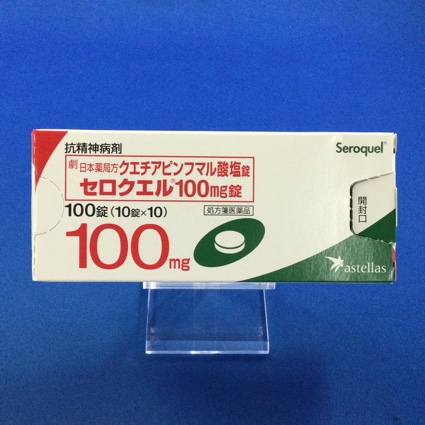 抗精神病剤
劇 日本薬局方 クエチアピンフマル酸塩錠
セロクエル®100mg錠
100錠(10錠×10)
処方箋医薬品
100mg
Seroquel®
開封口
astellas